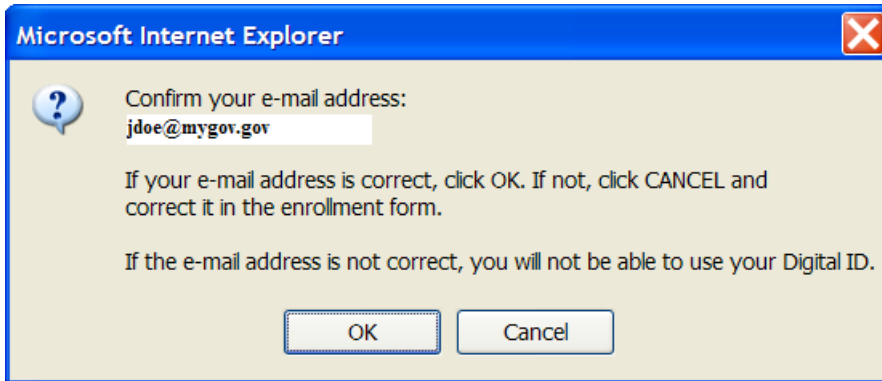 Microsoft Internet Explorer
Confirm your e-mail address:
jdoe@mygov.gov
If your e-mail address is correct, click OK. If not, click CANCEL and
correct it in the enrollment form.
If the e-mail address is not correct, you will not be able to use your Digital ID.
OK
Cancel